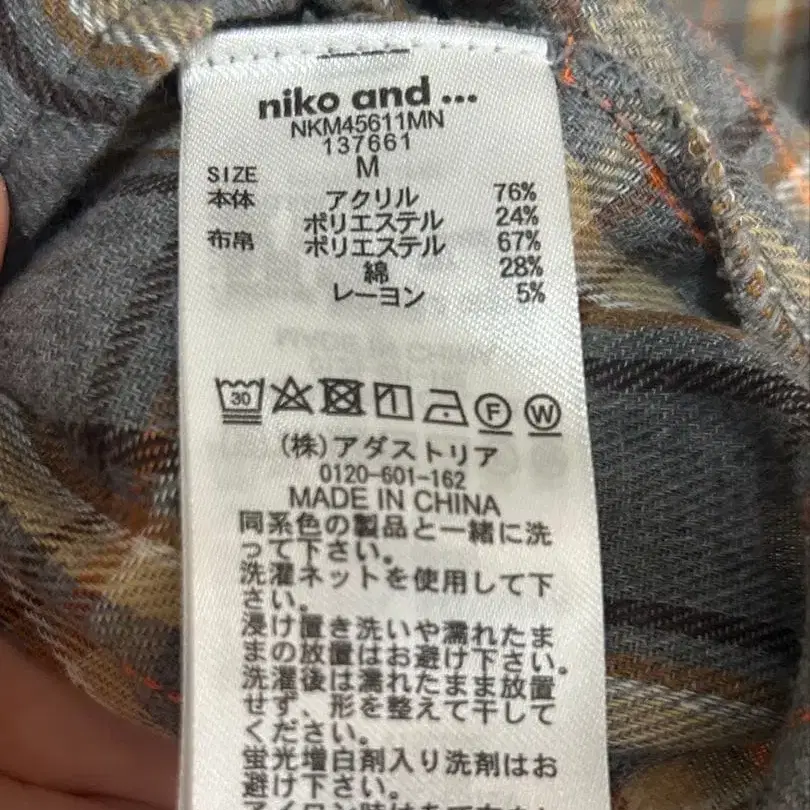 niko and ...
NKM45611MN
137661
SIZE M
本体 アクリル 76%
ポリエステル 24%
布帛 ポリエステル 67%
綿 28%
レーヨン 5%
30 F W
(株)アダストリア
0120-601-162
MADE IN CHINA
同系色の製品と一緒に洗
って下さい。
洗濯ネットを使用して下
さい。
浸け置き洗いや濡れたま
まの放置はお避け下さい。
洗濯後は濡れたまま放置
せず、形を整えて干して
ください。
蛍光増白剤入り洗剤はお
避け下さい。